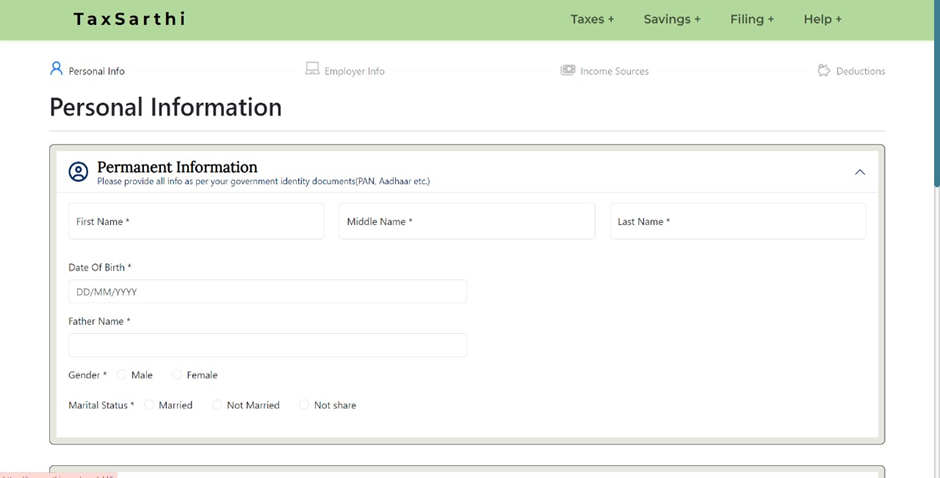 TaxSarthi Taxes + Savings + Filing + Help +
Personal Info Employer Info Income Sources Deductions
Personal Information
Permanent Information
Please provide all info as per your government identity documents(PAN, Aadhaar etc.)
First Name * Middle Name * Last Name *
Date Of Birth *
DD/MM/YYYY
Father Name *
Gender * Male Female
Marital Status * Married Not Married Not share